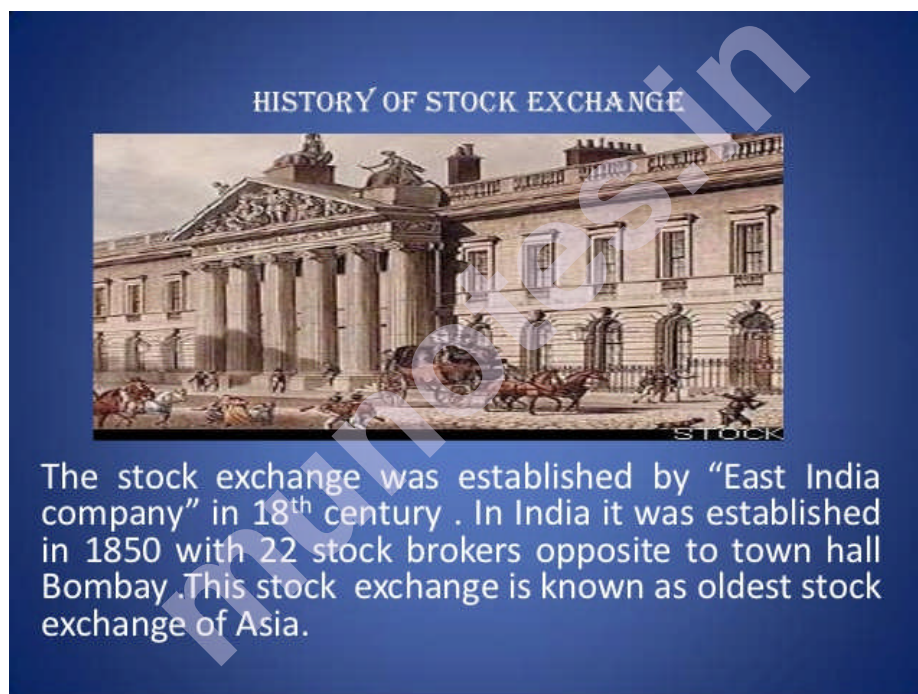 HISTORY OF STOCK EXCHANGE
STOCK
The stock exchange was established by “East India
company” in 18th century . In India it was established
in 1850 with 22 stock brokers opposite to town hall
Bombay .This stock exchange is known as oldest stock
exchange of Asia.
munotes.in